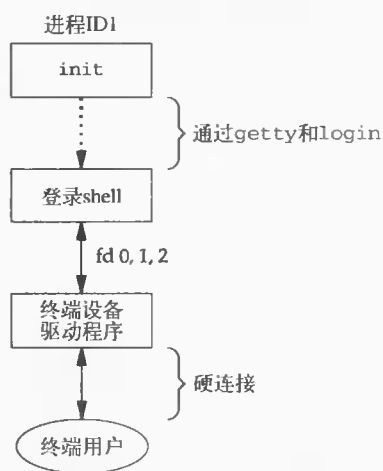 进程ID1
init
通过getty和login
登录shell
fd 0, 1, 2
终端设备
驱动程序
硬连接
终端用户